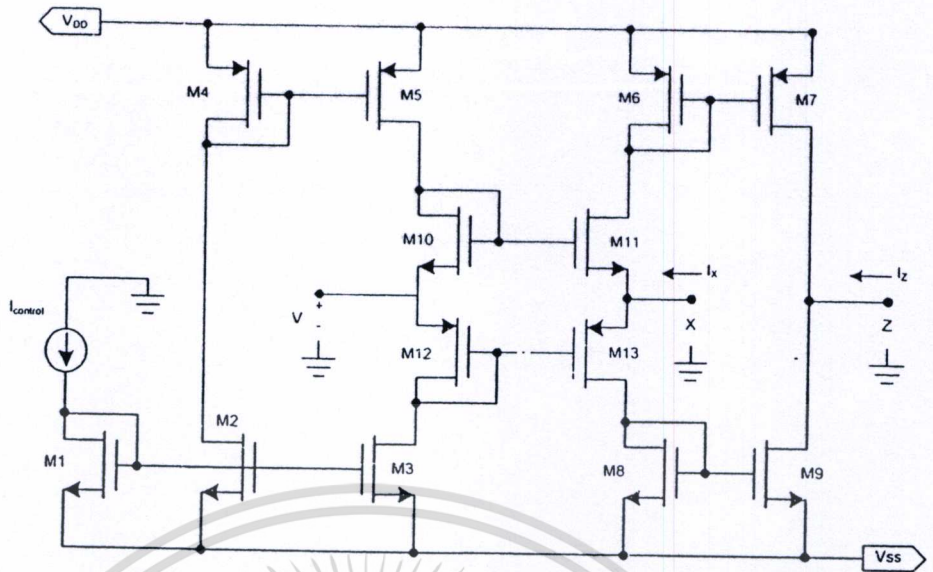 VDD
M4
M5
M6
M7
M10
M11
Icontrol
V
+
-
IX
IZ
X
Z
M12
M13
M1
M2
M3
M8
M9
VSS